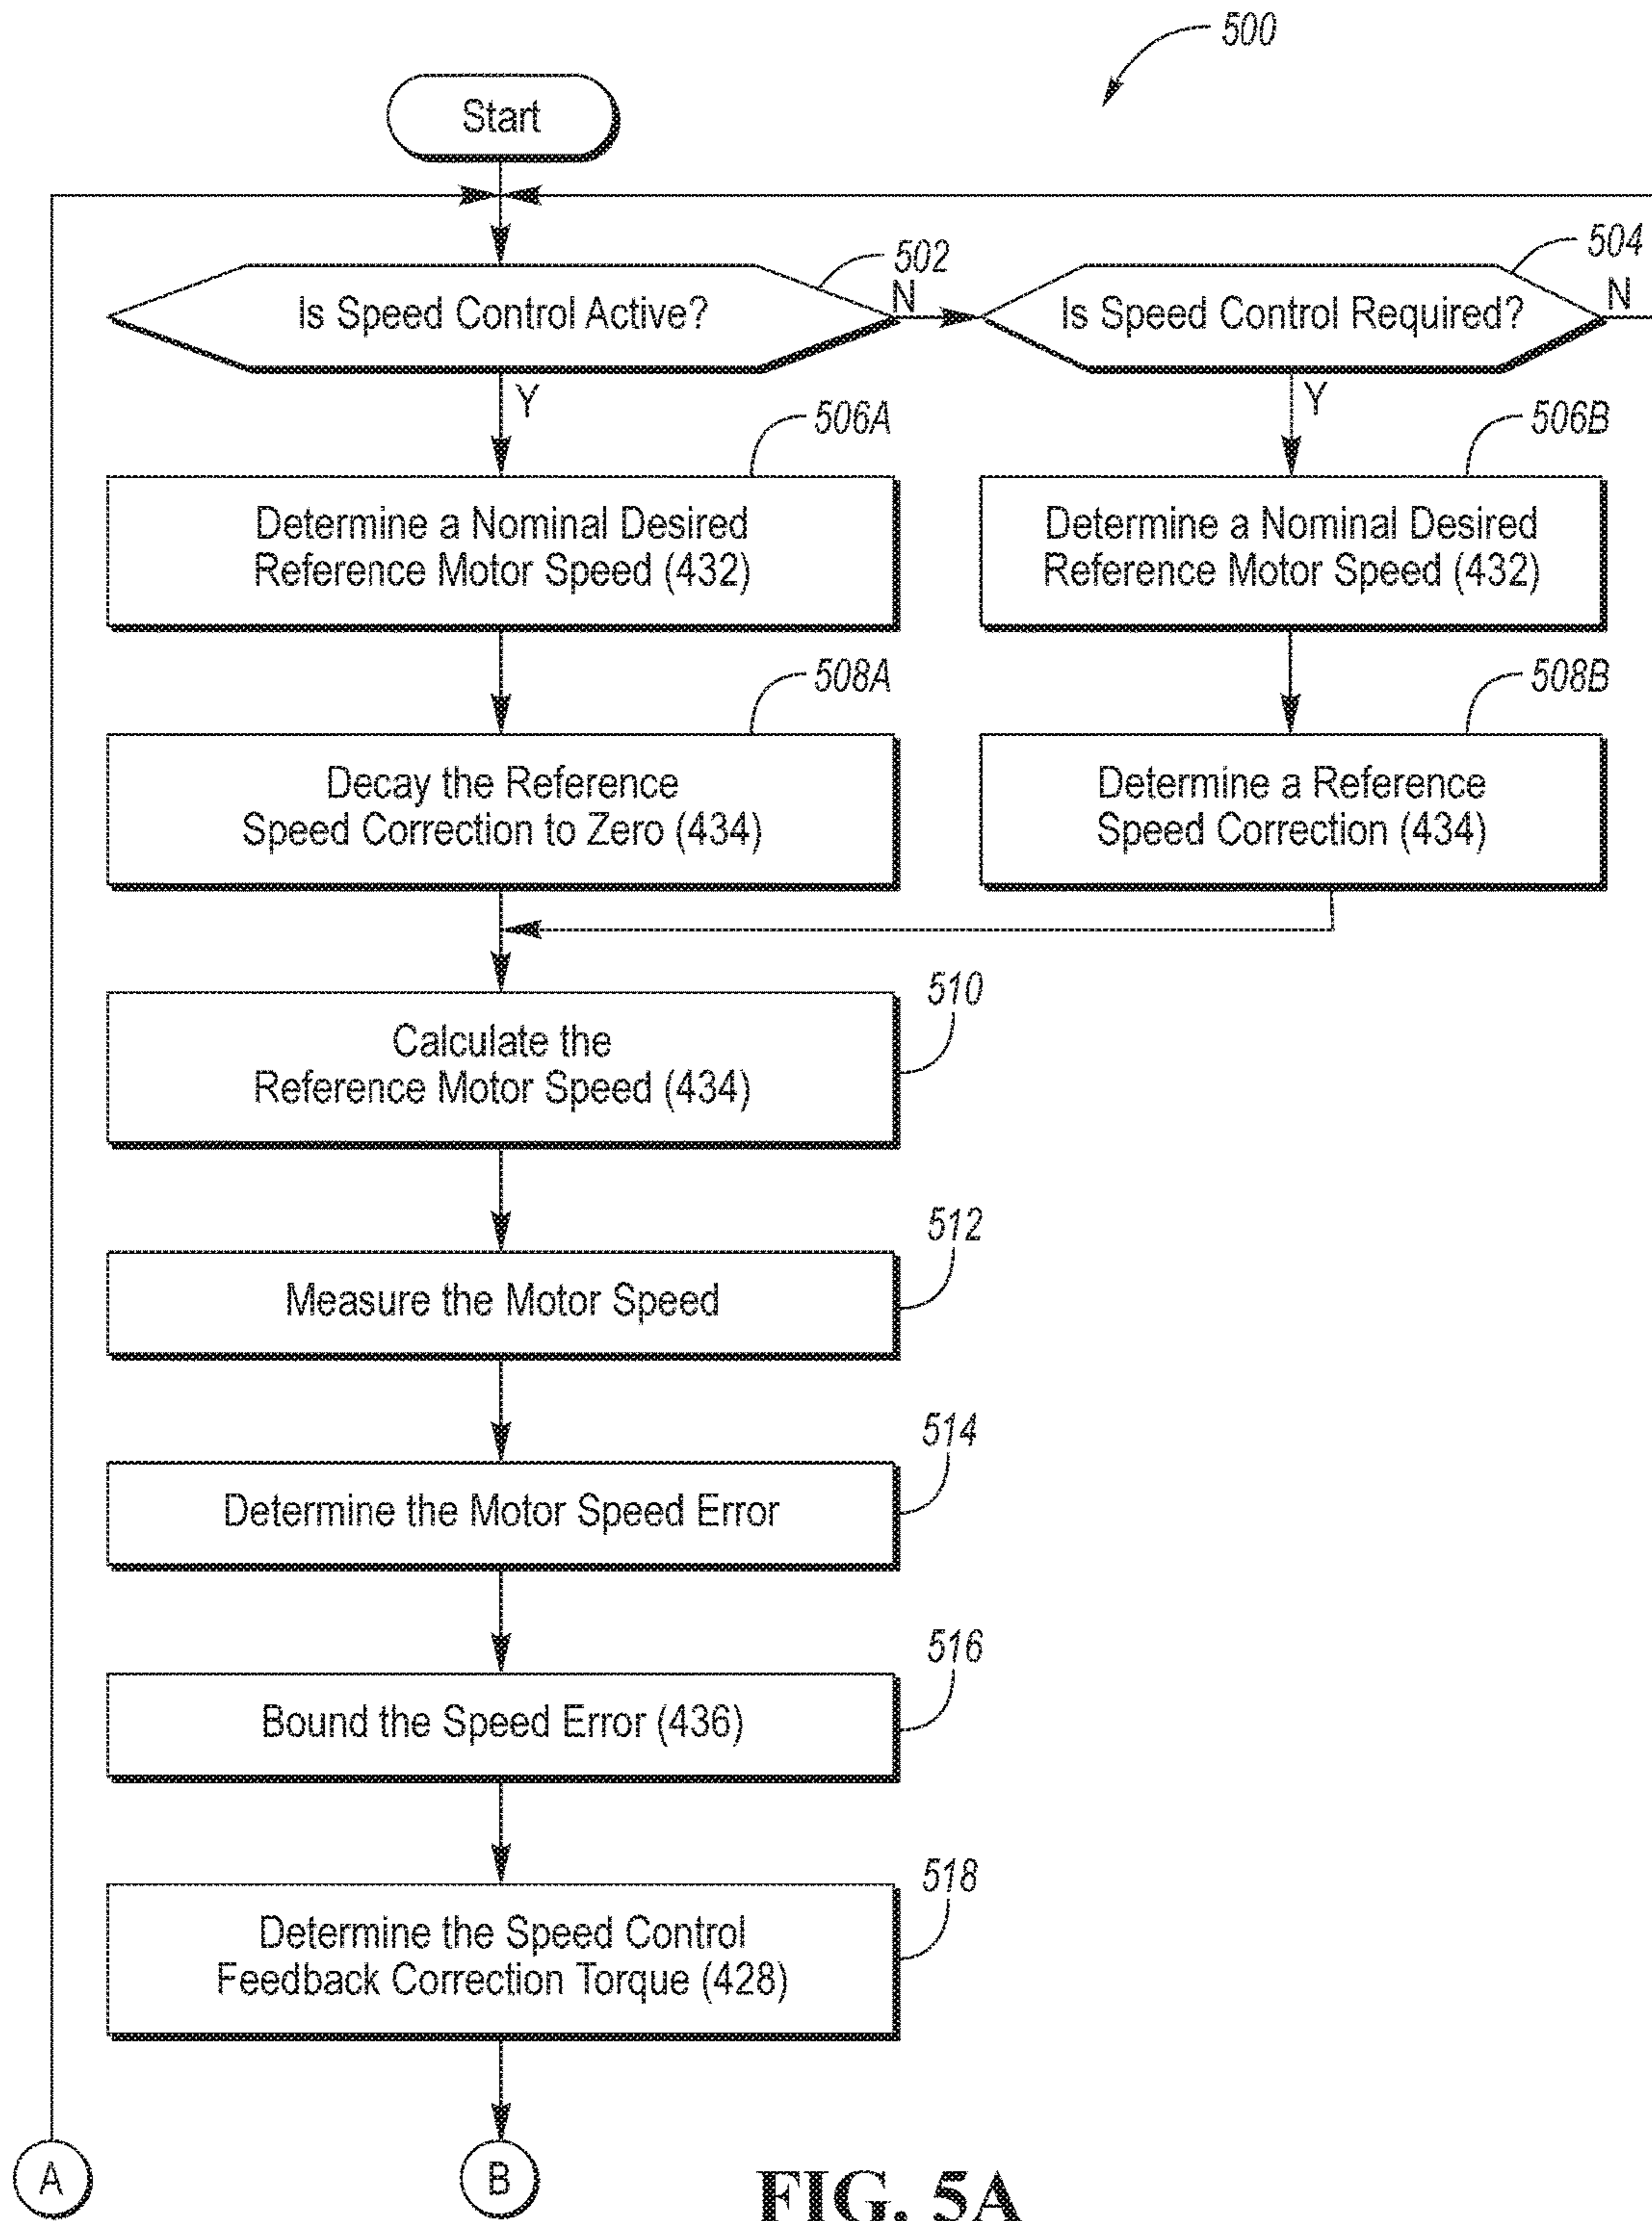 500
Start
502
504
Is Speed Control Active?
N
Is Speed Control Required?
N
Y
Y
506A
506B
Determine a Nominal Desired
Reference Motor Speed (432)
Determine a Nominal Desired
Reference Motor Speed (432)
508A
508B
Decay the Reference
Speed Correction to Zero (434)
Determine a Reference
Speed Correction (434)
510
Calculate the
Reference Motor Speed (434)
512
Measure the Motor Speed
514
Determine the Motor Speed Error
516
Bound the Speed Error (436)
518
Determine the Speed Control
Feedback Correction Torque (428)
A
B
FIG. 5A